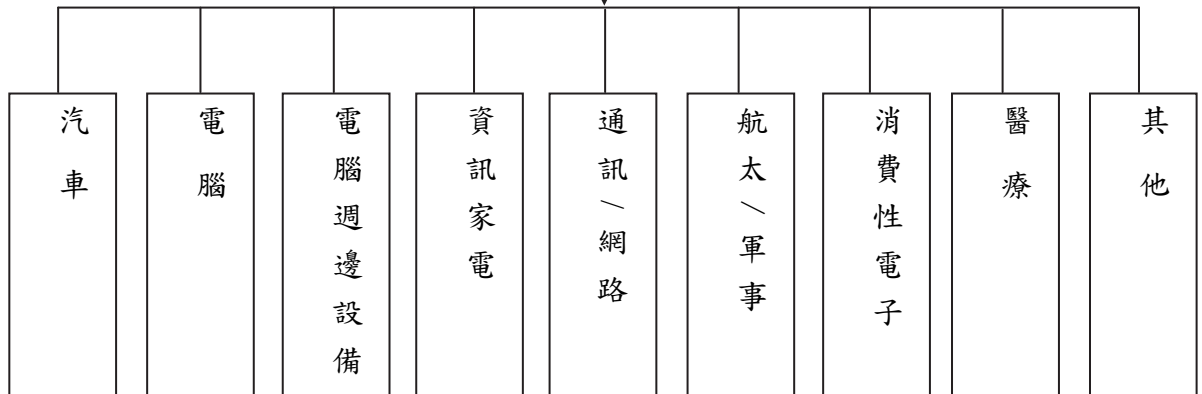 汽車
電腦
電腦週邊設備
資訊家電
通訊/網路
航太/軍事
消費性電子
醫療
其他